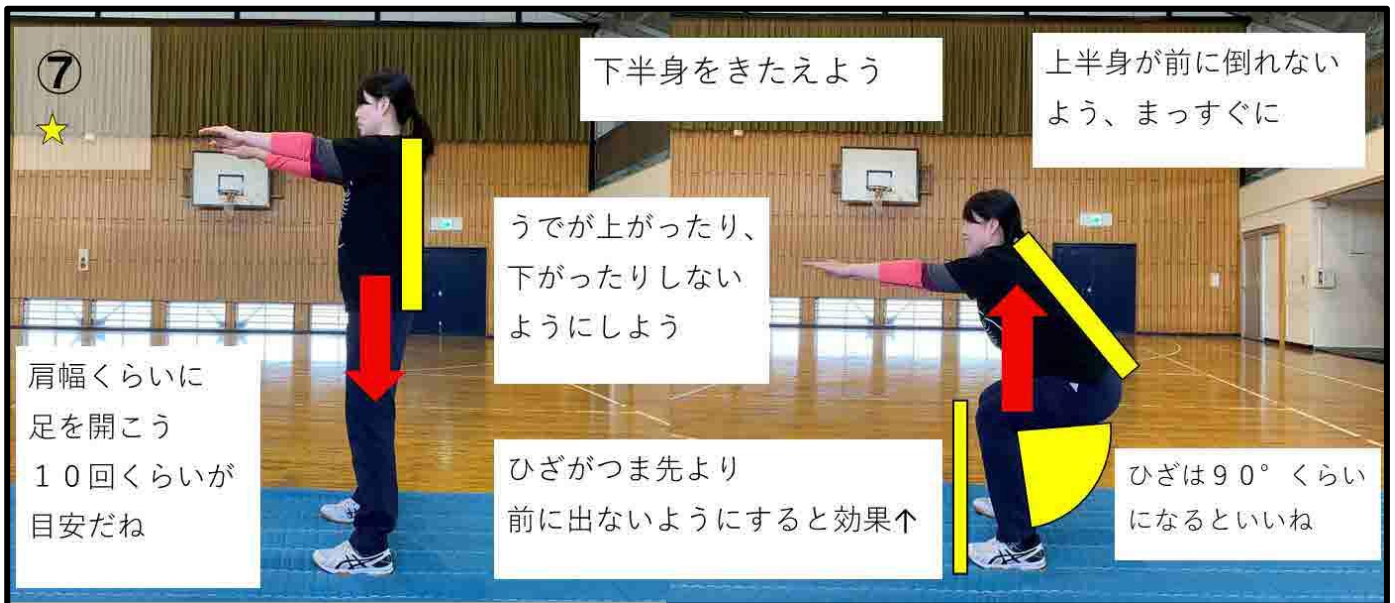 ⑦
下半身をきたえよう
上半身が前に倒れない
よう、まっすぐに
うでが上がったり、
下がったりしない
ようにしよう
肩幅くらいに
足を開こう
１０回くらいが
目安だね
ひざがつま先より
前に出ないようにすると効果↑
ひざは９０°くらい
になるといいね